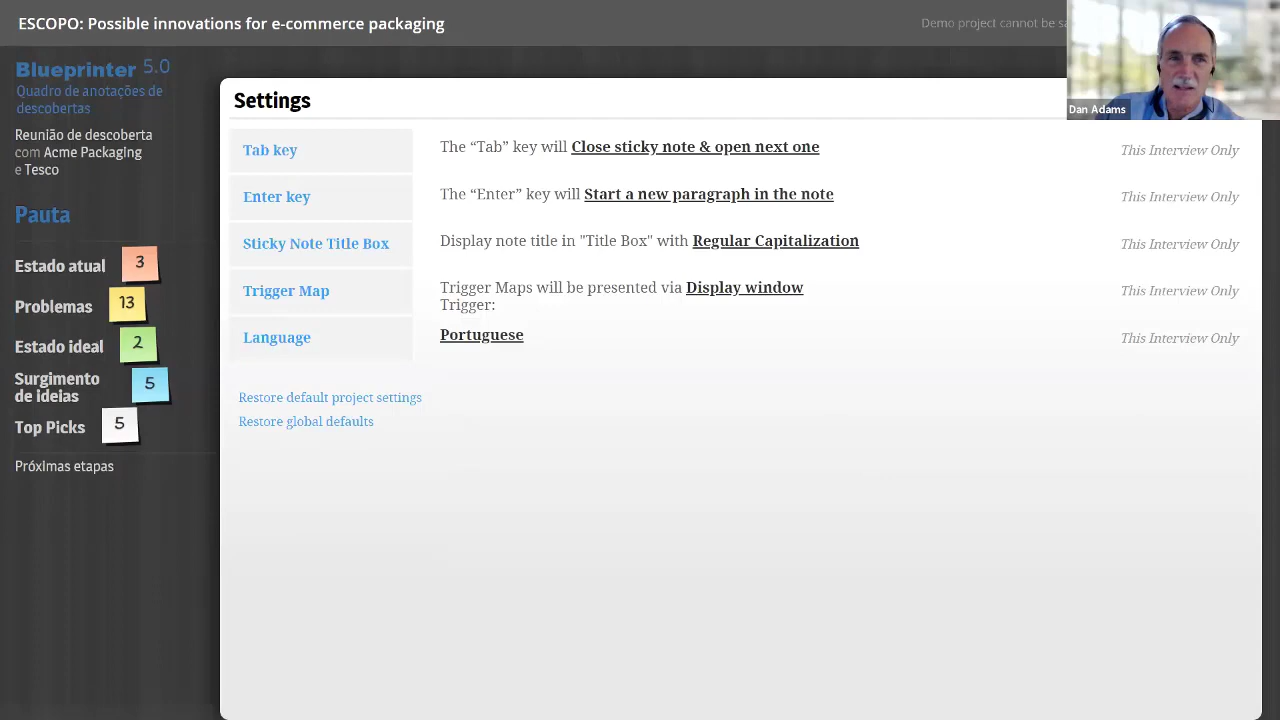 ESCOPO: Possible innovations for e-commerce packaging
Demo project cannot be
Dan Adams
Blueprinter 5.0
Quadro de anotações de
descobertas
Reunião de descoberta
com Acme Packaging
e Tesco
Pauta
Estado atual 3
Problemas 13
Estado ideal 2
Surgimento
de ideias 5
Top Picks 5
Próximas etapas
Settings
Tab key The “Tab” key will Close sticky note & open next one This Interview Only
Enter key The “Enter” key will Start a new paragraph in the note This Interview Only
Sticky Note Title Box Display note title in "Title Box" with Regular Capitalization This Interview Only
Trigger Map Trigger Maps will be presented via Display window This Interview Only
Trigger:
Language Portuguese This Interview Only
Restore default project settings
Restore global defaults